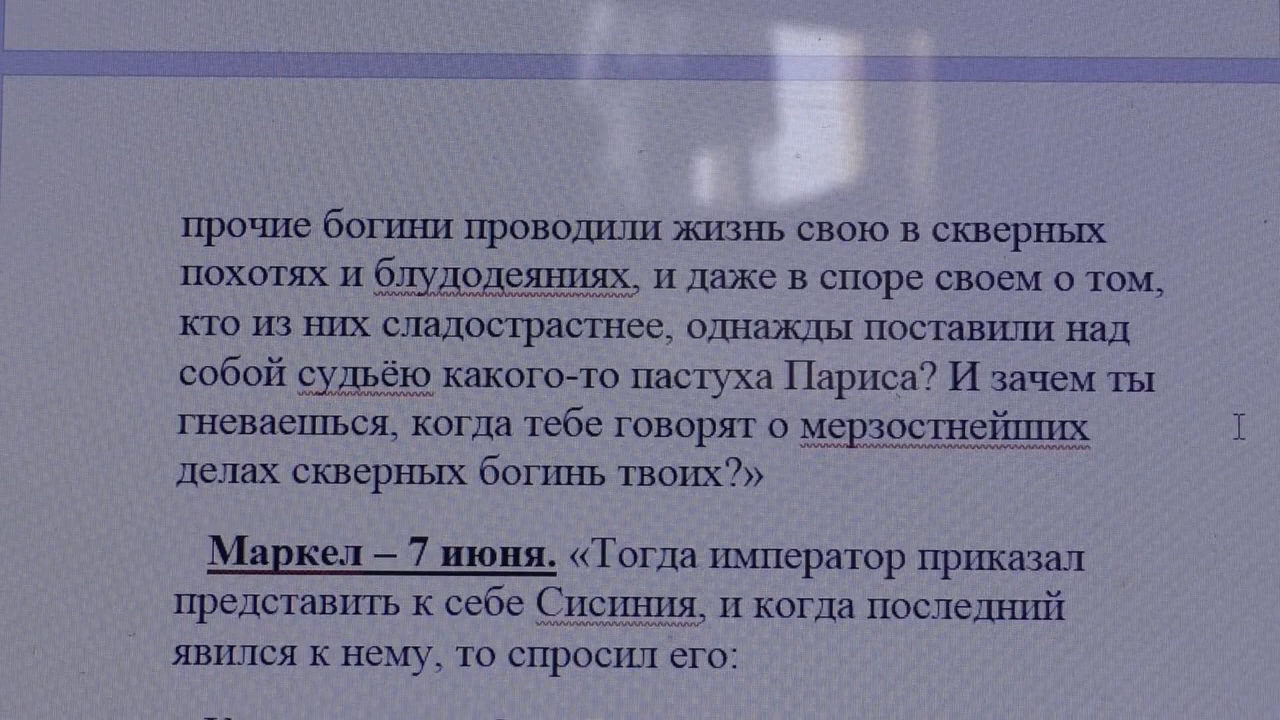 прочие богини проводили жизнь свою в скверных
похотях и блудодеяниях, и даже в споре своем о том,
кто из них сладострастнее, однажды поставили над
собой судьёю какого-то пастуха Париса? И зачем ты
гневаешься, когда тебе говорят о мерзостнейших
делах скверных богинь твоих?»
Маркел – 7 июня. «Тогда император приказал
представить к себе Сисиния, и когда последний
явился к нему, то спросил его: